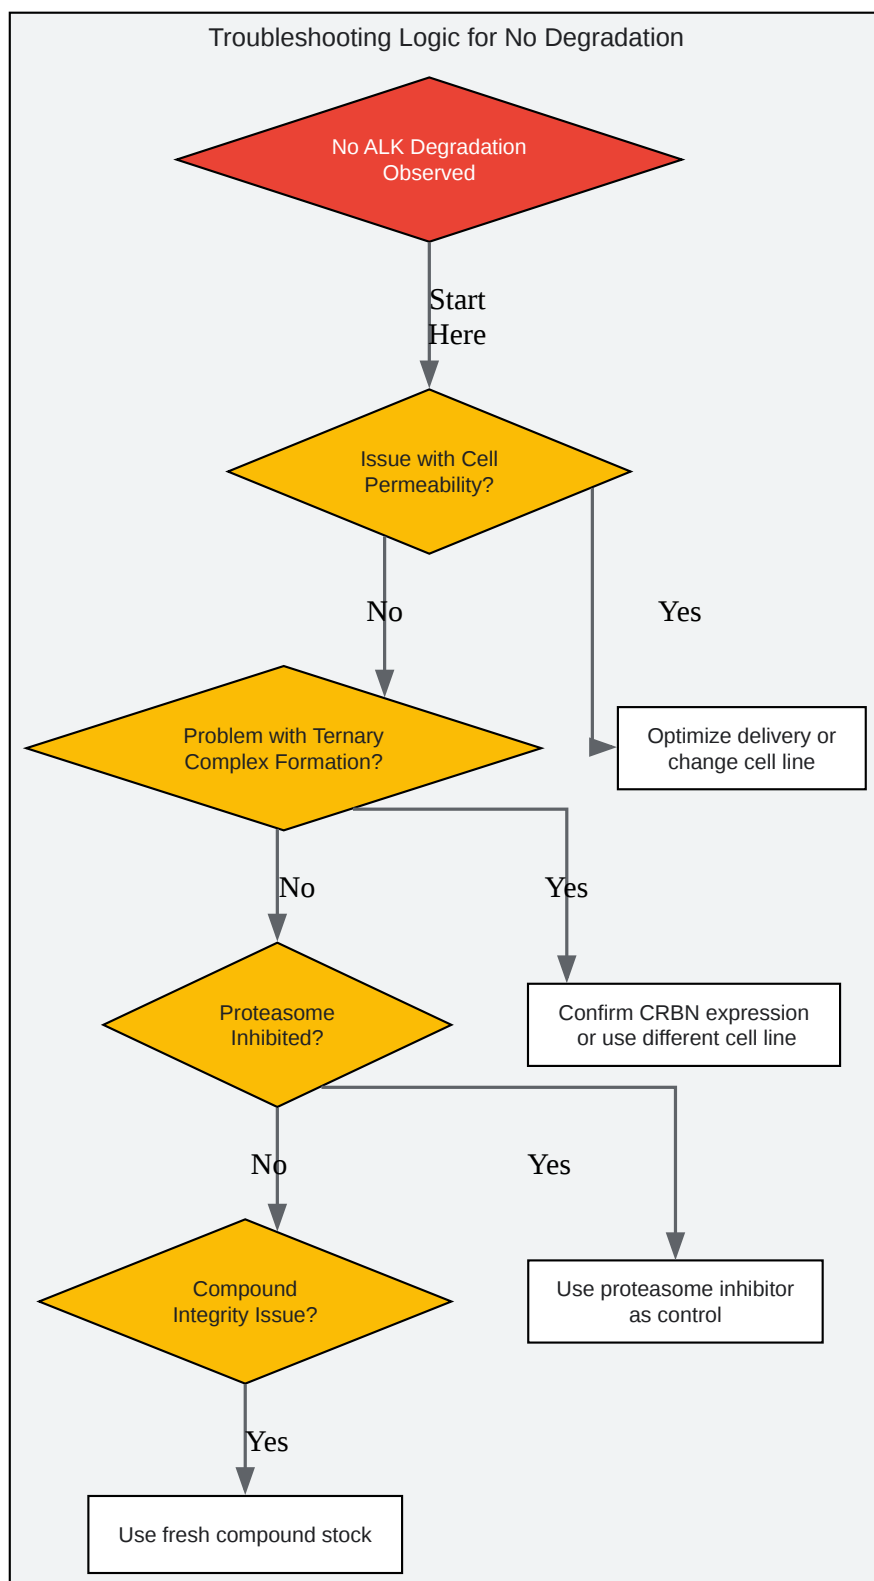 Troubleshooting Logic for No Degradation
No ALK Degradation
Observed
Start
Here
Issue with Cell
Permeability?
No
Yes
Problem with Ternary
Complex Formation?
Optimize delivery or
change cell line
No
Yes
Proteasome
Inhibited?
Confirm CRBN expression
or use different cell line
No
Yes
Compound
Integrity Issue?
Use proteasome inhibitor
as control
Yes
Use fresh compound stock